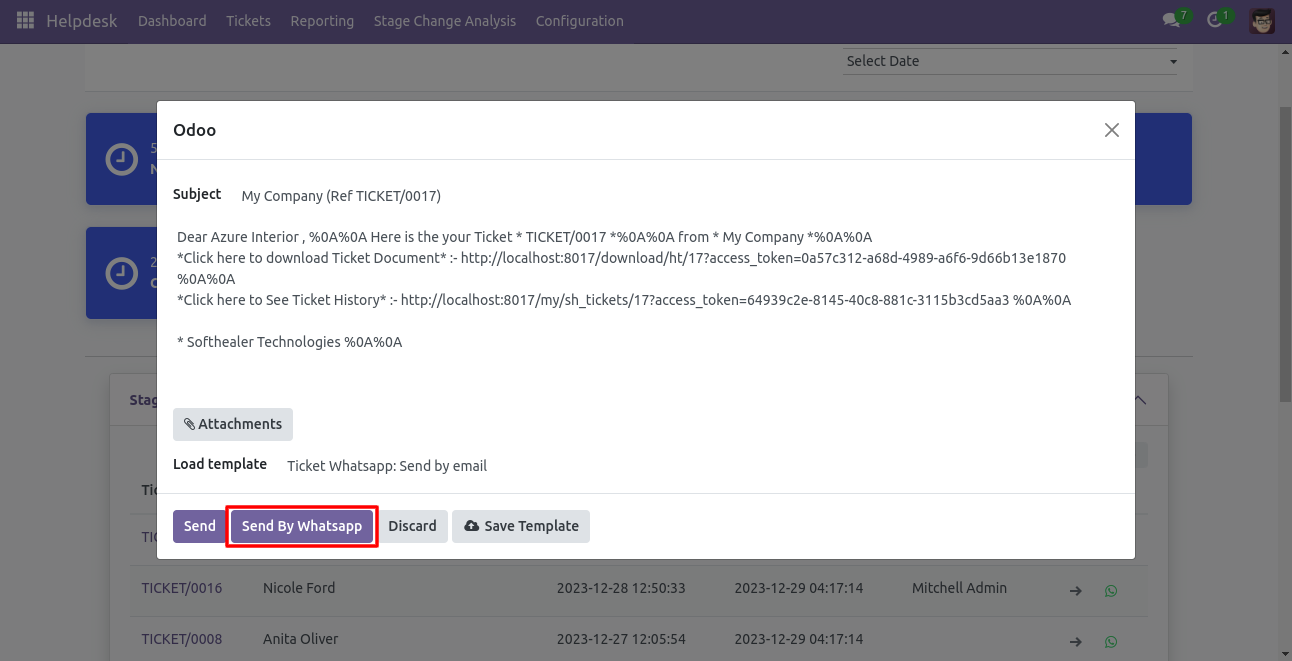 Helpdesk Dashboard Tickets Reporting Stage Change Analysis Configuration 7 1
Select Date
Odoo
Subject My Company (Ref TICKET/0017)
Dear Azure Interior , %0A%0A Here is the your Ticket * TICKET/0017 *%0A%0A from * My Company *%0A%0A
*Click here to download Ticket Document* :- http://localhost:8017/download/ht/17?access_token=0a57c312-a68d-4989-a6f6-9d66b13e1870
%0A%0A
*Click here to See Ticket History* :- http://localhost:8017/my/sh_tickets/17?access_token=64939c2e-8145-40c8-881c-3115b3cd5aa3 %0A%0A
* Softhealer Technologies %0A%0A
Attachments
Load template Ticket Whatsapp: Send by email
Send Send By Whatsapp Discard Save Template
TICKET/0016 Nicole Ford 2023-12-28 12:50:33 2023-12-29 04:17:14 Mitchell Admin
TICKET/0008 Anita Oliver 2023-12-27 12:05:54 2023-12-29 04:17:14